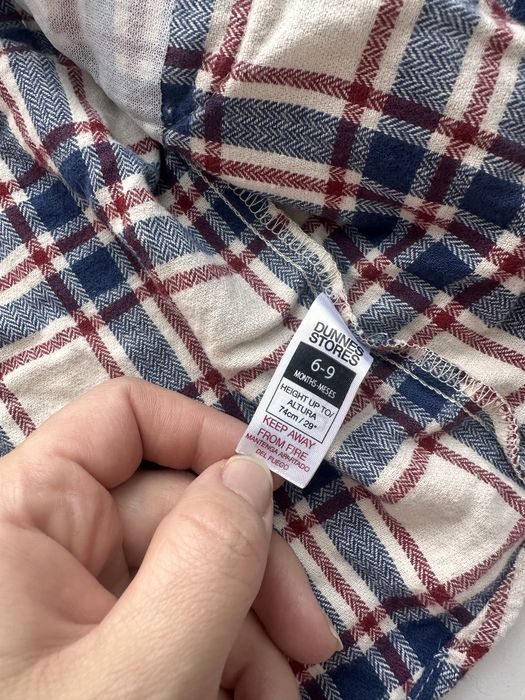 DUNNES
STORES
6-9
MONTHS-MESES
HEIGHT UP TO/
ALTURA
74cm/29"
KEEP AWAY
FROM FIRE
MANTENGA APARTADO
DEL FUEGO